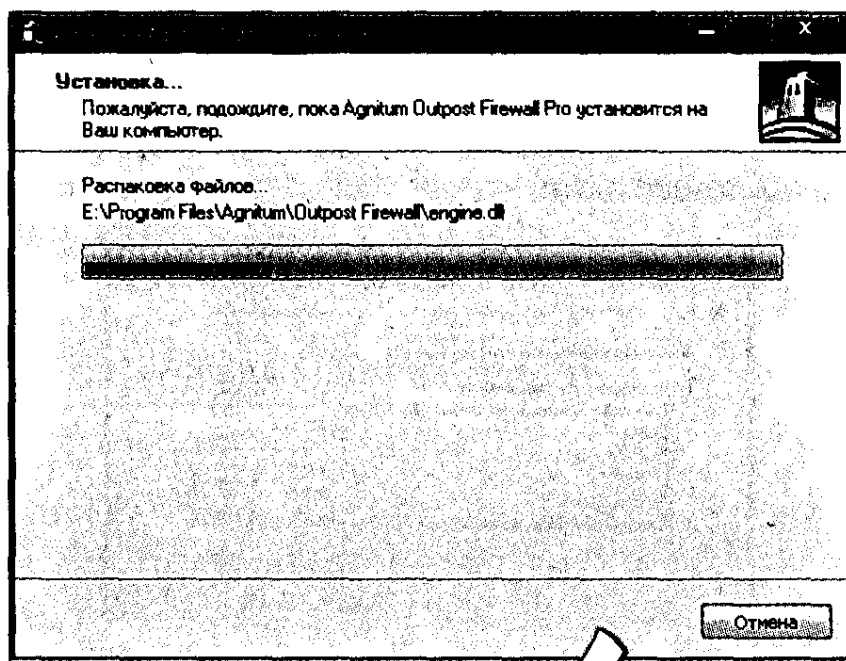 Установка...
Пожалуйста, подождите, пока Agnitum Outpost Firewall Pro установится на
Ваш компьютер.
Распаковка файлов...
E:\Program Files\Agnitum\Outpost Firewall\engine.dll
Отмена